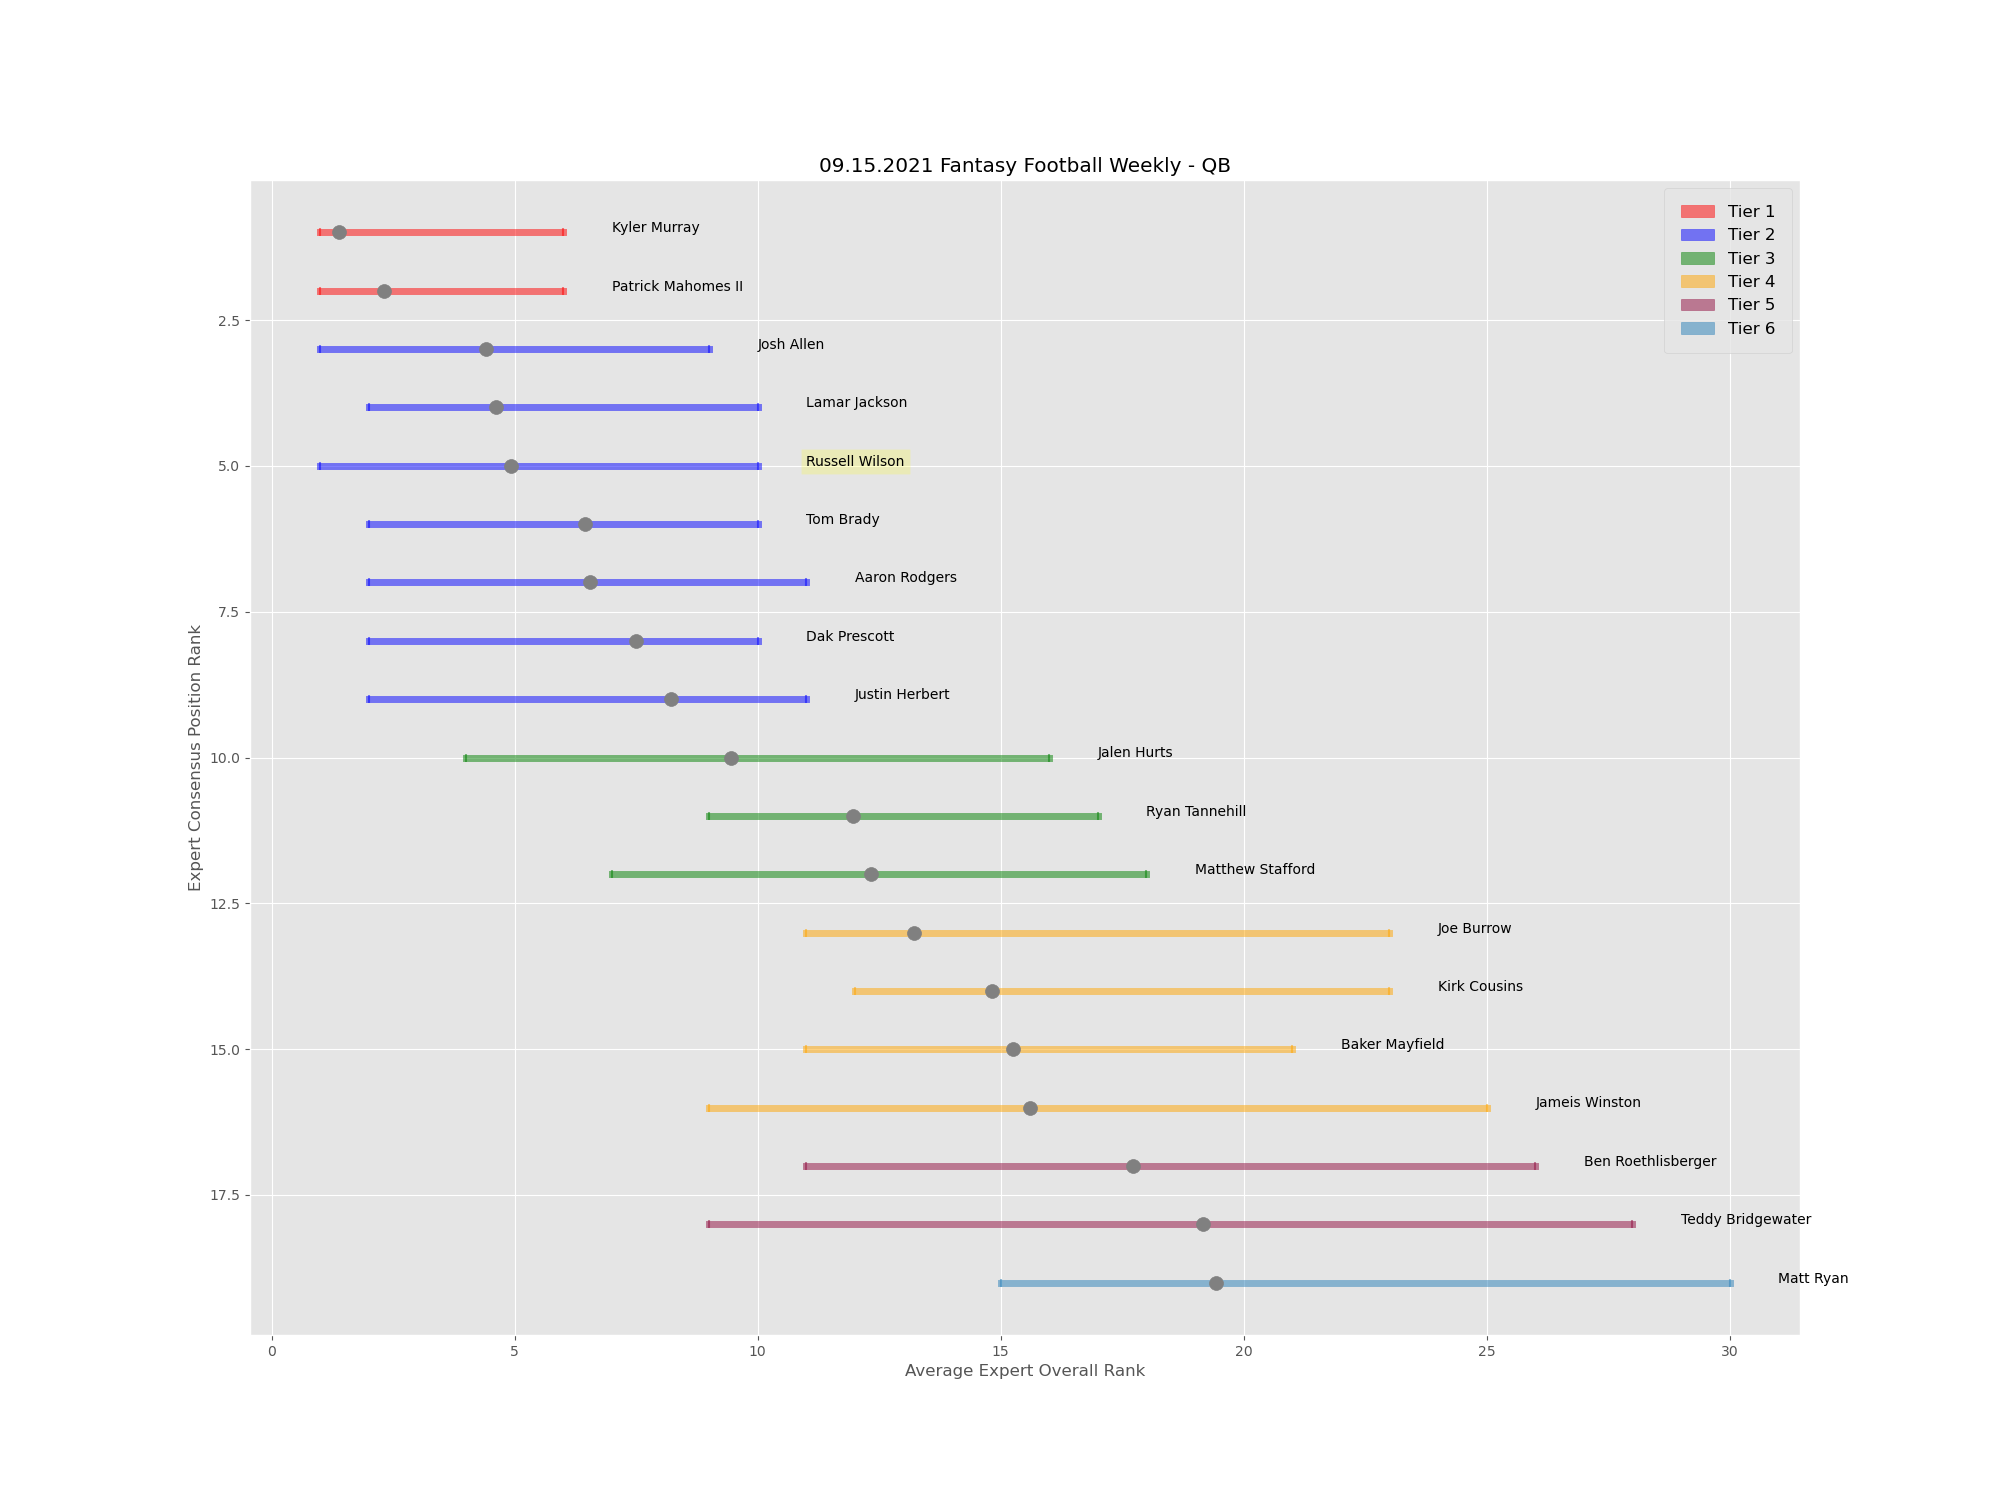 09.15.2021 Fantasy Football Weekly - QB
Tier 1
Tier 2
Tier 3
Tier 4
Tier 5
Tier 6
Kyler Murray
Patrick Mahomes II
Josh Allen
Lamar Jackson
Russell Wilson
Tom Brady
Aaron Rodgers
Dak Prescott
Justin Herbert
Jalen Hurts
Ryan Tannehill
Matthew Stafford
Joe Burrow
Kirk Cousins
Baker Mayfield
Jameis Winston
Ben Roethlisberger
Teddy Bridgewater
Matt Ryan
Expert Consensus Position Rank
2.5
5.0
7.5
10.0
12.5
15.0
17.5
0 5 10 15 20 25 30
Average Expert Overall Rank